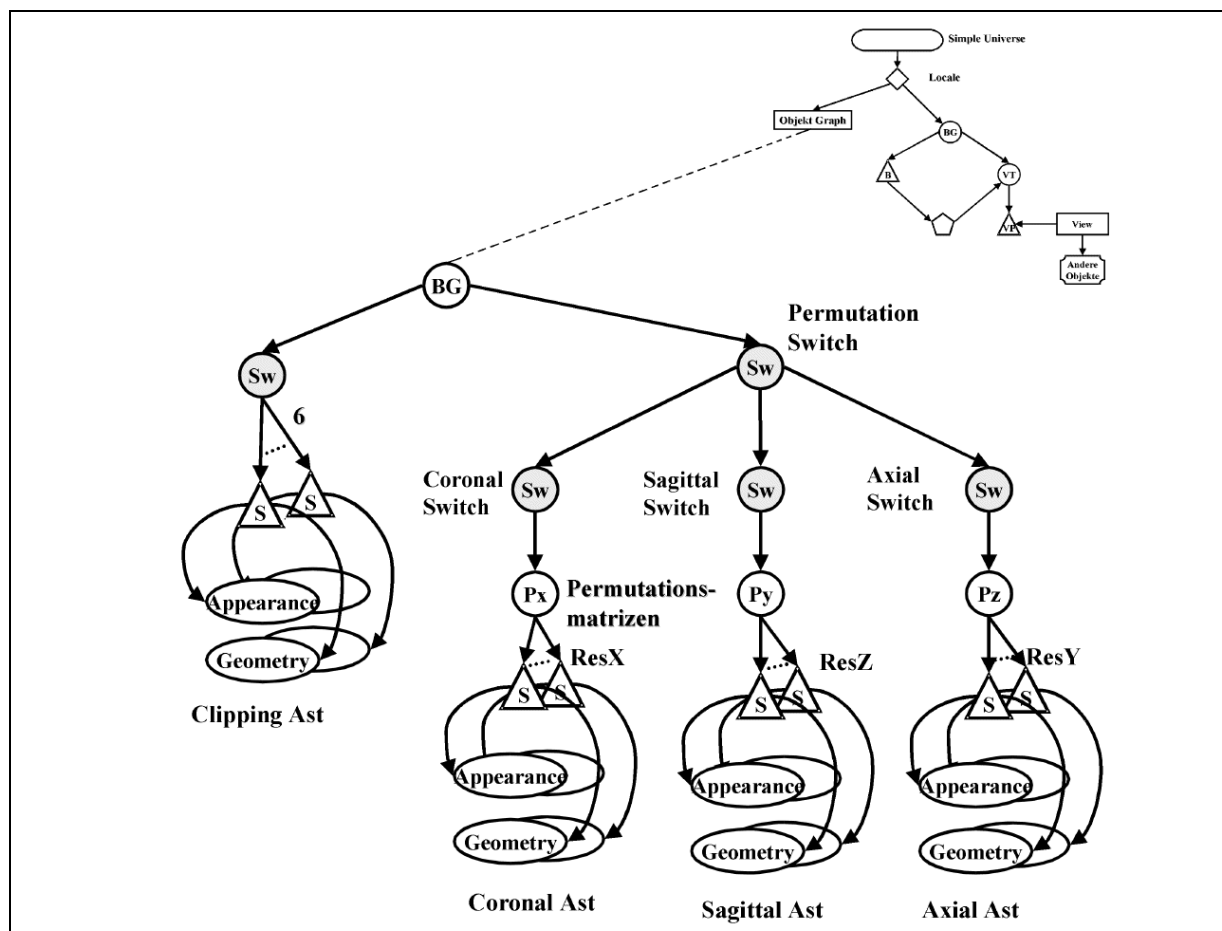 Simple Universe
Locale
Objekt Graph
BG
B
VT
VP
View
Andere
Objekte
BG
Permutation
Switch
Sw
Sw
6
S
S
Coronal
Switch
Sw
Sagittal
Switch
Sw
Axial
Switch
Sw
Appearance
Geometry
Clipping Ast
Px
Permutations-
matrizen
Py
Pz
ResX
ResZ
ResY
S
S
S
S
S
S
Appearance
Appearance
Appearance
Geometry
Geometry
Geometry
Coronal Ast
Sagittal Ast
Axial Ast